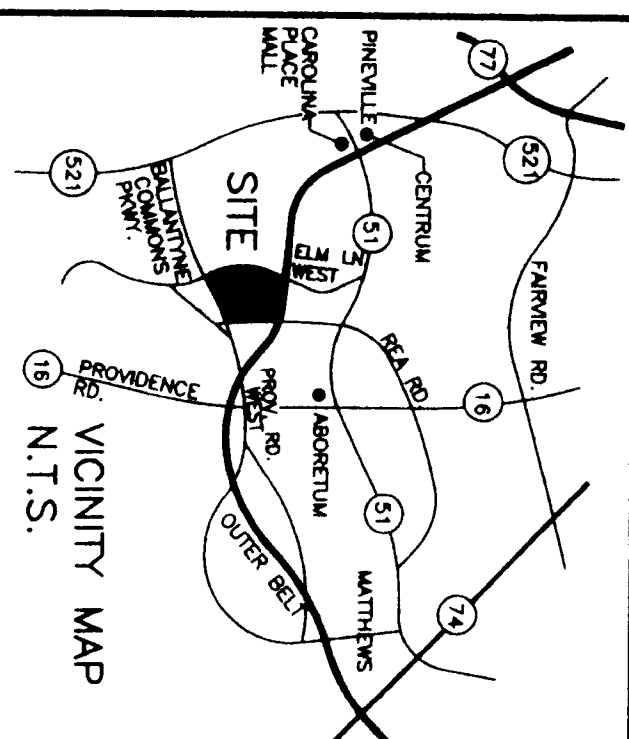 77
PINEVILLE
CAROLINA
PLACE
MALL
CENTRUM
521
521
BALLANTYNE
COMMONS
PKWY.
SITE
51
ELM LN
WEST
FAIRVIEW RD.
REA RD
16
16
PROVIDENCE
RD.
PROV. RD.
WEST
ABORETUM
51
OUTER BELT
MATTHEWS
74
VICINITY MAP
N.T.S.